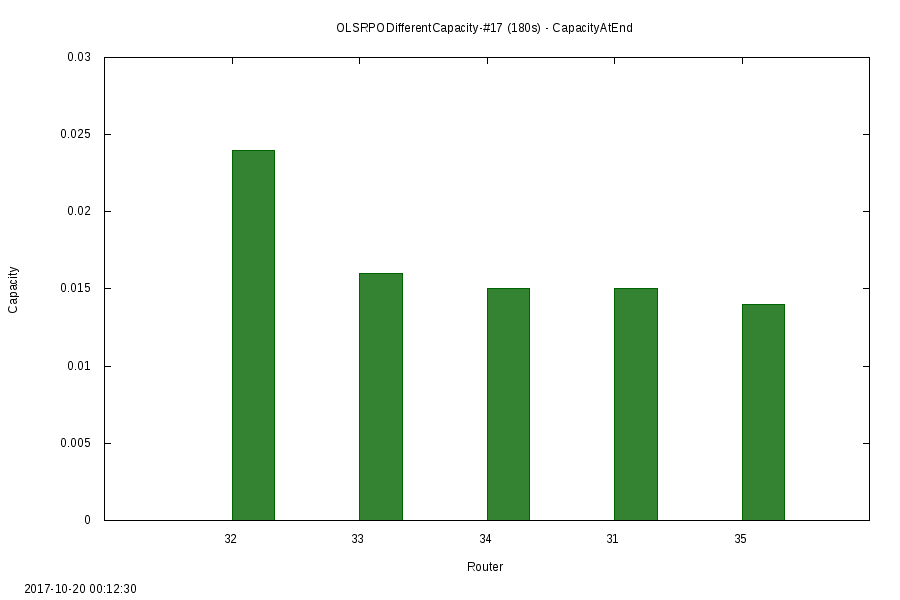 OLSRPODifferentCapacity-#17 (180s) - CapacityAtEnd
0.03
0.025
0.02
0.015
0.01
0.005
0
Capacity
32 33 34 31 35
Router
2017-10-20 00:12:30